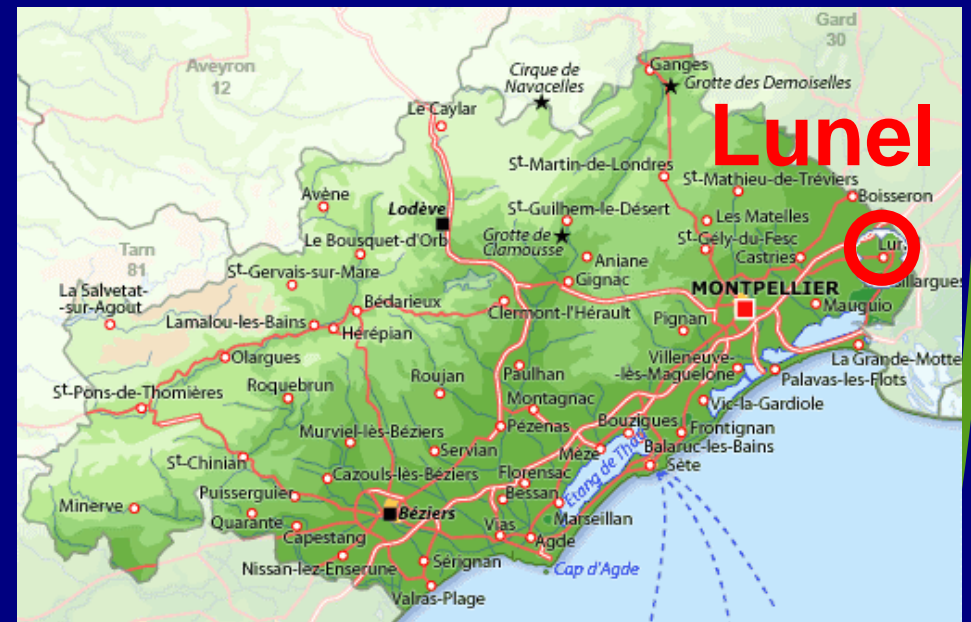 Gard
30
Aveyron
12
Cirque de
Navacelles
Ganges
Grotte des Demoiselles
Le Caylar
Lunel
St-Martin-de-Londres
St-Mathieu-de-Tréviers
Boisseron
Avène
Lodève
St-Guilhem-le-Désert
Les Matelles
Le Bousquet-d'Orb
Grotte de
Clamousse
St-Gély-du-Fesc
Castries
Tarn
81
St-Gervais-sur-Mare
Aniane
Gignac
La Salvetat-
-sur-Agout
Bédarieux
MONTPELLIER
Mauguio
Lamalou-les-Bains
Hérépian
Clermont-l'Hérault
Pignan
Olargues
Villeneuve-
-lès-Maguelone
La Grande-Motte
St-Pons-de-Thomières
Roquebrun
Roujan
Paulhan
Palavas-les-Flots
Montagnac
Vic-la-Gardiole
Murviel-lès-Béziers
Pézenas
Bouzigues
Frontignan
Servian
Mèze
Balaruc-les-Bains
St-Chinian
Cazouls-lès-Béziers
Florensac
Etang de Thau
Sète
Puisserguier
Bessan
Minerve
Quarante
Béziers
Marseillan
Capestang
Vias
Agde
Nissan-lez-Enserune
Sérignan
Cap d'Agde
Valras-Plage